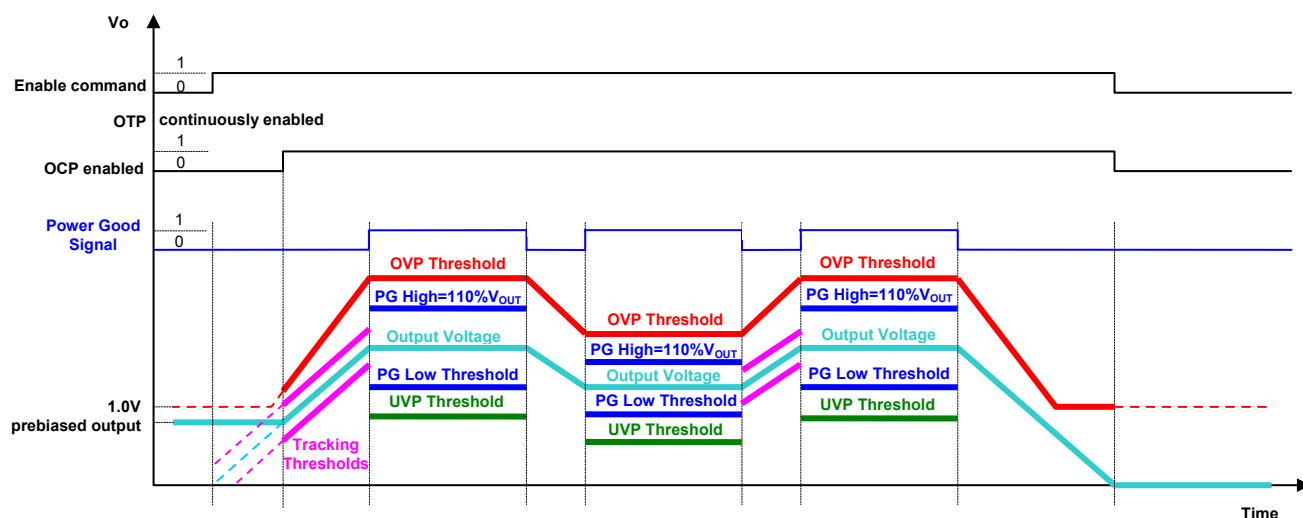 Vo
1
Enable command
0
OTP continuously enabled
1
OCP enabled
0
Power Good
Signal
1
0
OVP Threshold
OVP Threshold
PG High=110%VOUT
PG High=110%VOUT
OVP Threshold
Output Voltage
PG High=110%VOUT
Output Voltage
PG Low Threshold
Output Voltage
PG Low Threshold
UVP Threshold
PG Low Threshold
UVP Threshold
1.0V
prebiased output
UVP Threshold
Tracking
Thresholds
Time